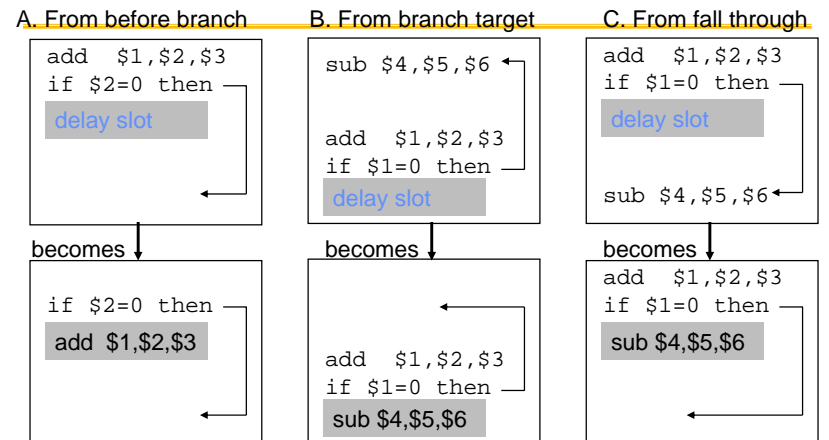 A. From before branch
add $1,$2,$3
if $2=0 then
delay slot
becomes
if $2=0 then
add $1,$2,$3
B. From branch target
sub $4,$5,$6
add $1,$2,$3
if $1=0 then
delay slot
becomes
add $1,$2,$3
if $1=0 then
sub $4,$5,$6
C. From fall through
add $1,$2,$3
if $1=0 then
delay slot
sub $4,$5,$6
becomes
add $1,$2,$3
if $1=0 then
sub $4,$5,$6